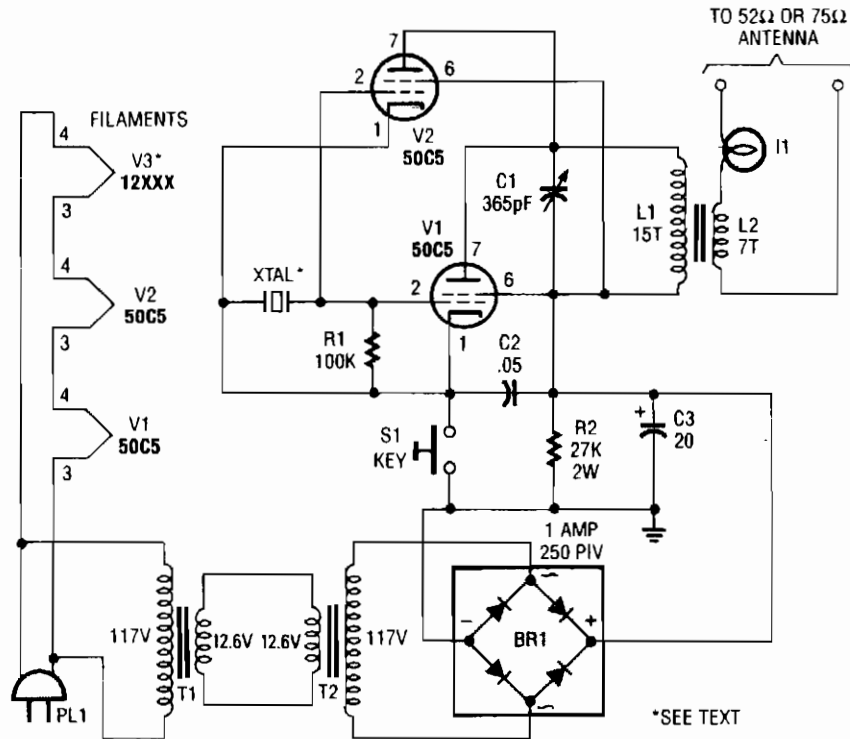 TO 52Ω OR 75Ω
ANTENNA
7
2
6
1
V2
50C5
FILAMENTS
4
V3*
12XXX
3
I1
C1
365pF
L1
15T
L2
7T
V1
50C5
7
4
V2
50C5
3
XTAL*
2
6
R1
100K
1
C2
.05
4
V1
50C5
3
S1
KEY
R2
27K
2W
+
C3
20
1 AMP
250 PIV
~
117V
12.6V
12.6V
117V
-
BR1
+
T1
T2
~
PL1
*SEE TEXT